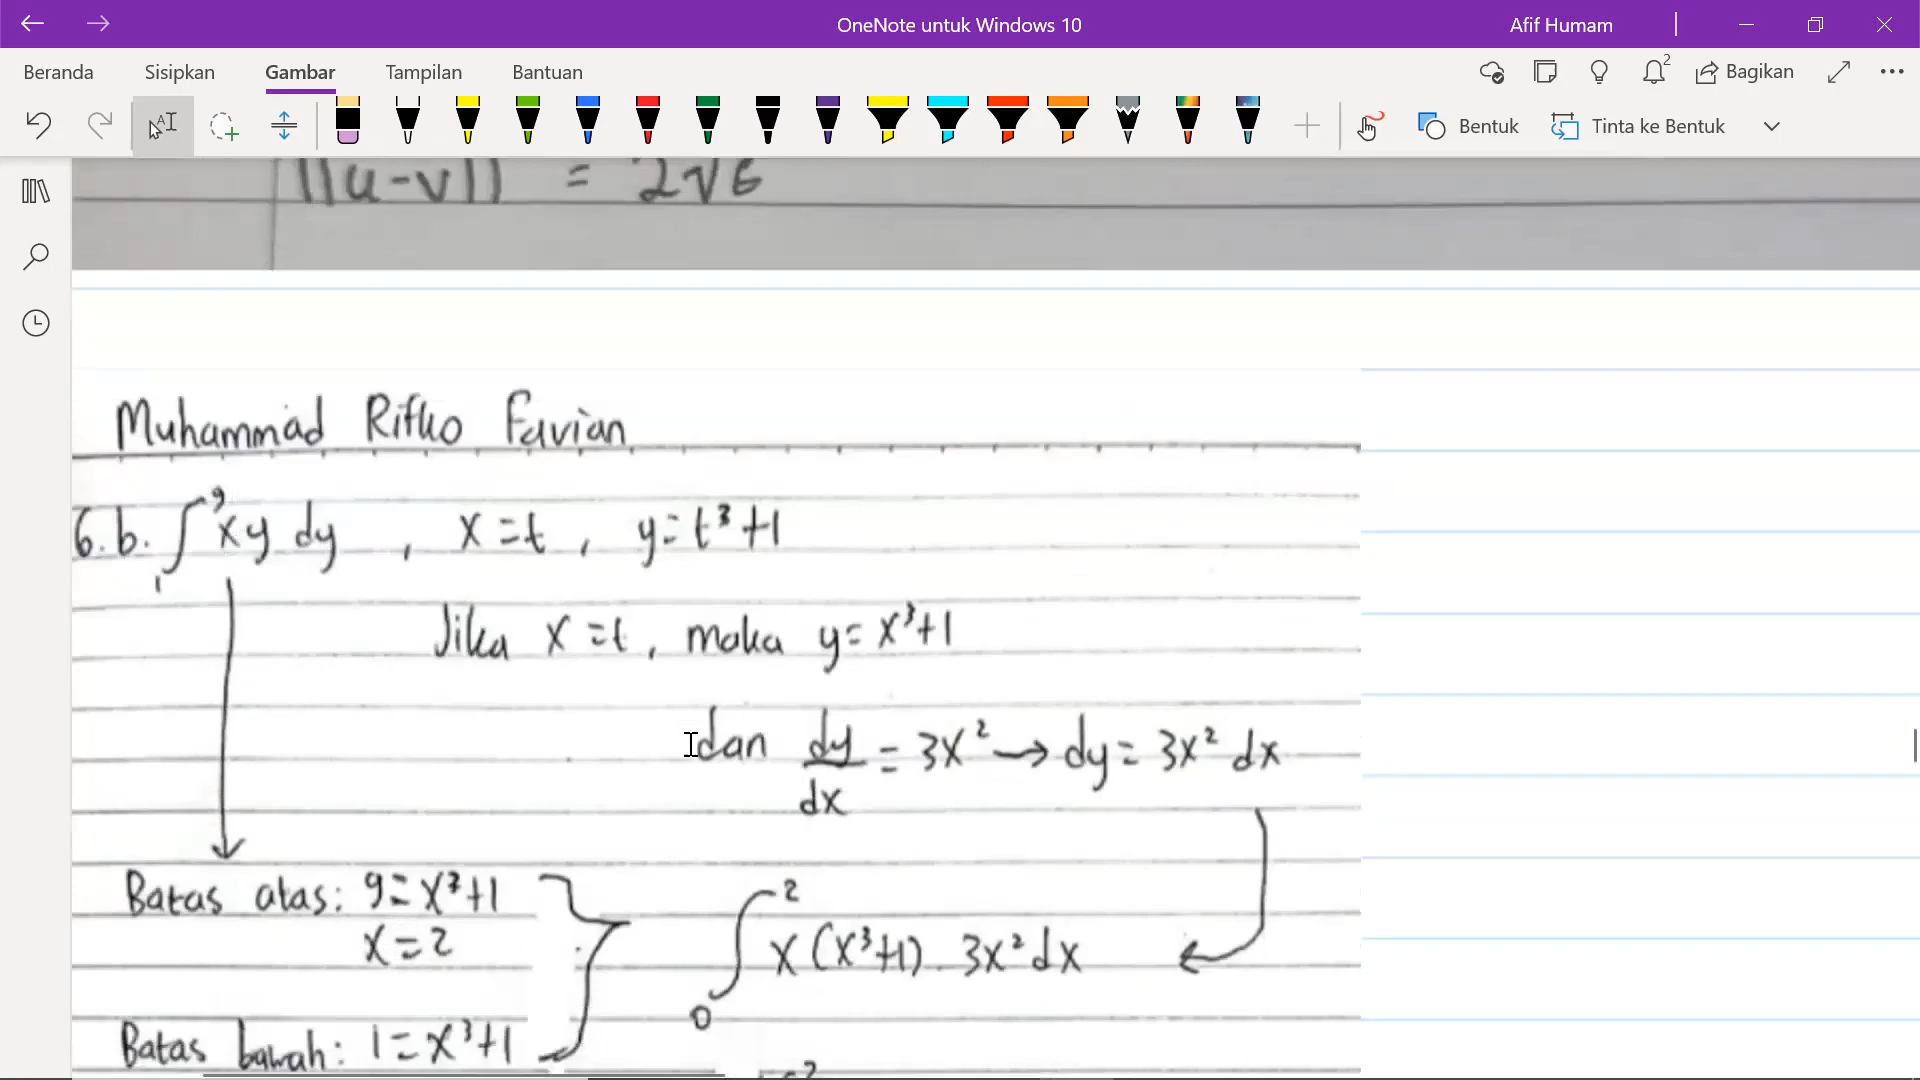 OneNote untuk Windows 10
Afif Humam
Beranda Sisipkan Gambar Tampilan Bantuan
2 Bagikan
Bentuk Tinta ke Bentuk
||u-v|| = 2√6
Muhammad Rifko Favian
6.b. ∫₁⁹ xy dy , x = t , y = t³+1
Jika x = t, maka y = x³+1
dan dy/dx = 3x² → dy = 3x² dx
Batas atas: 9 = x³+1
x = 2
∫₀² x (x³+1) . 3x² dx
Batas bawah: 1 = x³+1